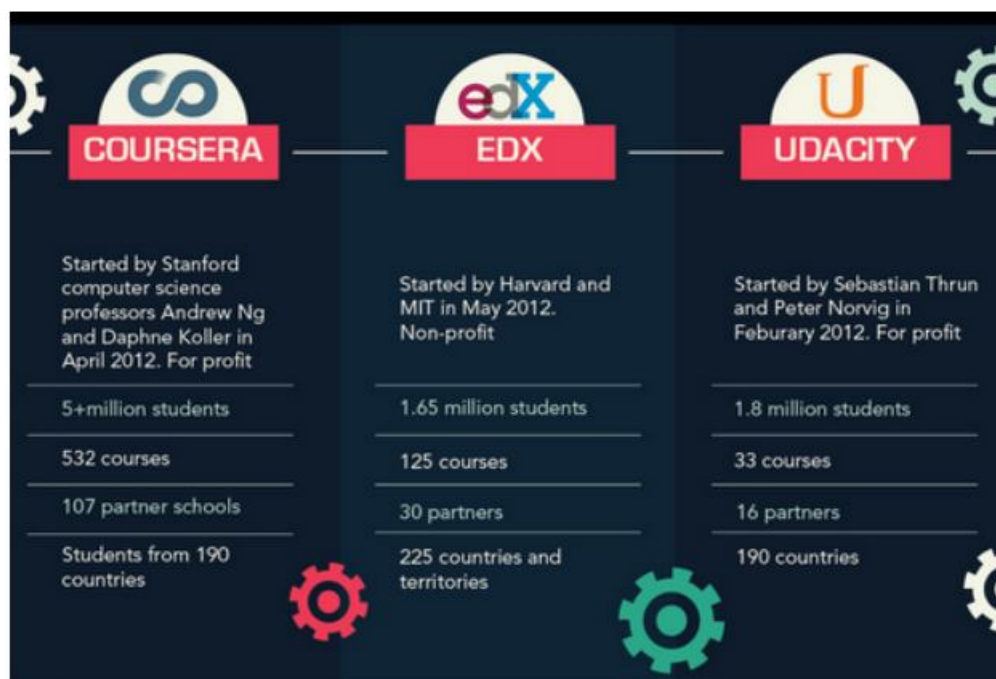 edX
U
COURSERA
EDX
UDACITY
Started by Stanford
computer science
professors Andrew Ng
and Daphne Koller in
April 2012. For profit
5+million students
532 courses
107 partner schools
Students from 190
countries
Started by Harvard and
MIT in May 2012.
Non-profit
1.65 million students
125 courses
30 partners
225 countries and
territories
Started by Sebastian Thrun
and Peter Norvig in
Feburary 2012. For profit
1.8 million students
33 courses
16 partners
190 countries